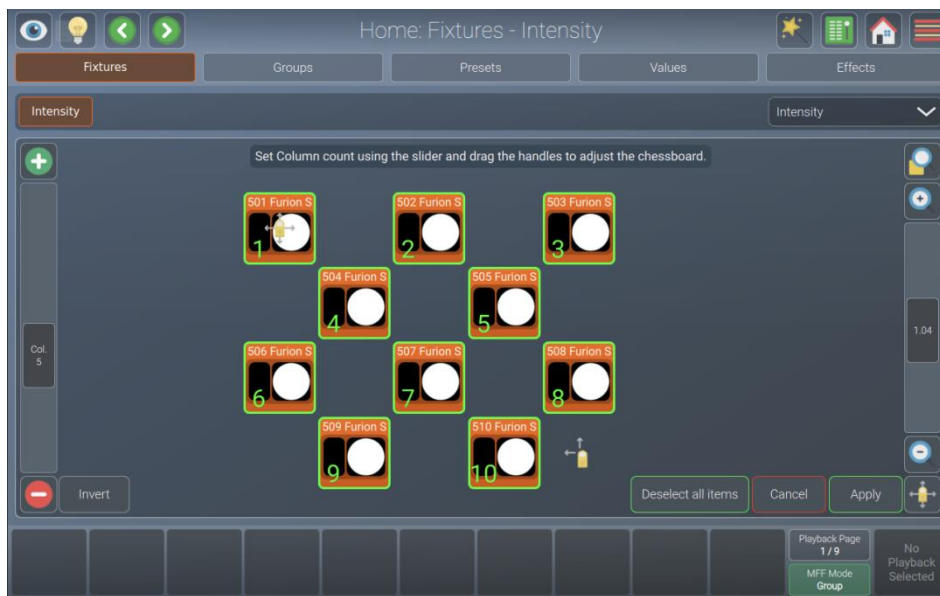 Home: Fixtures - Intensity
Fixtures
Groups
Presets
Values
Effects
Intensity
Intensity
Set Column count using the slider and drag the handles to adjust the chessboard.
501 Furion S
1
502 Furion S
2
503 Furion S
3
504 Furion S
4
505 Furion S
5
Col.
5
1.04
506 Furion S
6
507 Furion S
7
508 Furion S
8
509 Furion S
9
510 Furion S
10
Invert
Deselect all items
Cancel
Apply
Playback Page
1 / 9
MFF Mode
Group
No
Playback
Selected